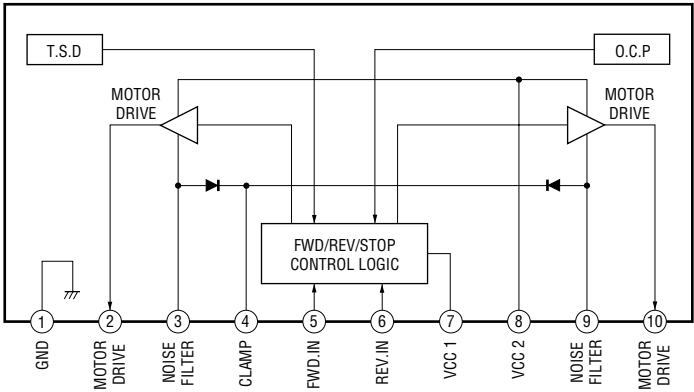 T.S.D
O.C.P
MOTOR
DRIVE
MOTOR
DRIVE
FWD/REV/STOP
CONTROL LOGIC
1
2
3
4
5
6
7
8
9
10
GND
MOTOR
DRIVE
NOISE
FILTER
CLAMP
FWD.IN
REV.IN
VCC 1
VCC 2
NOISE
FILTER
MOTOR
DRIVE